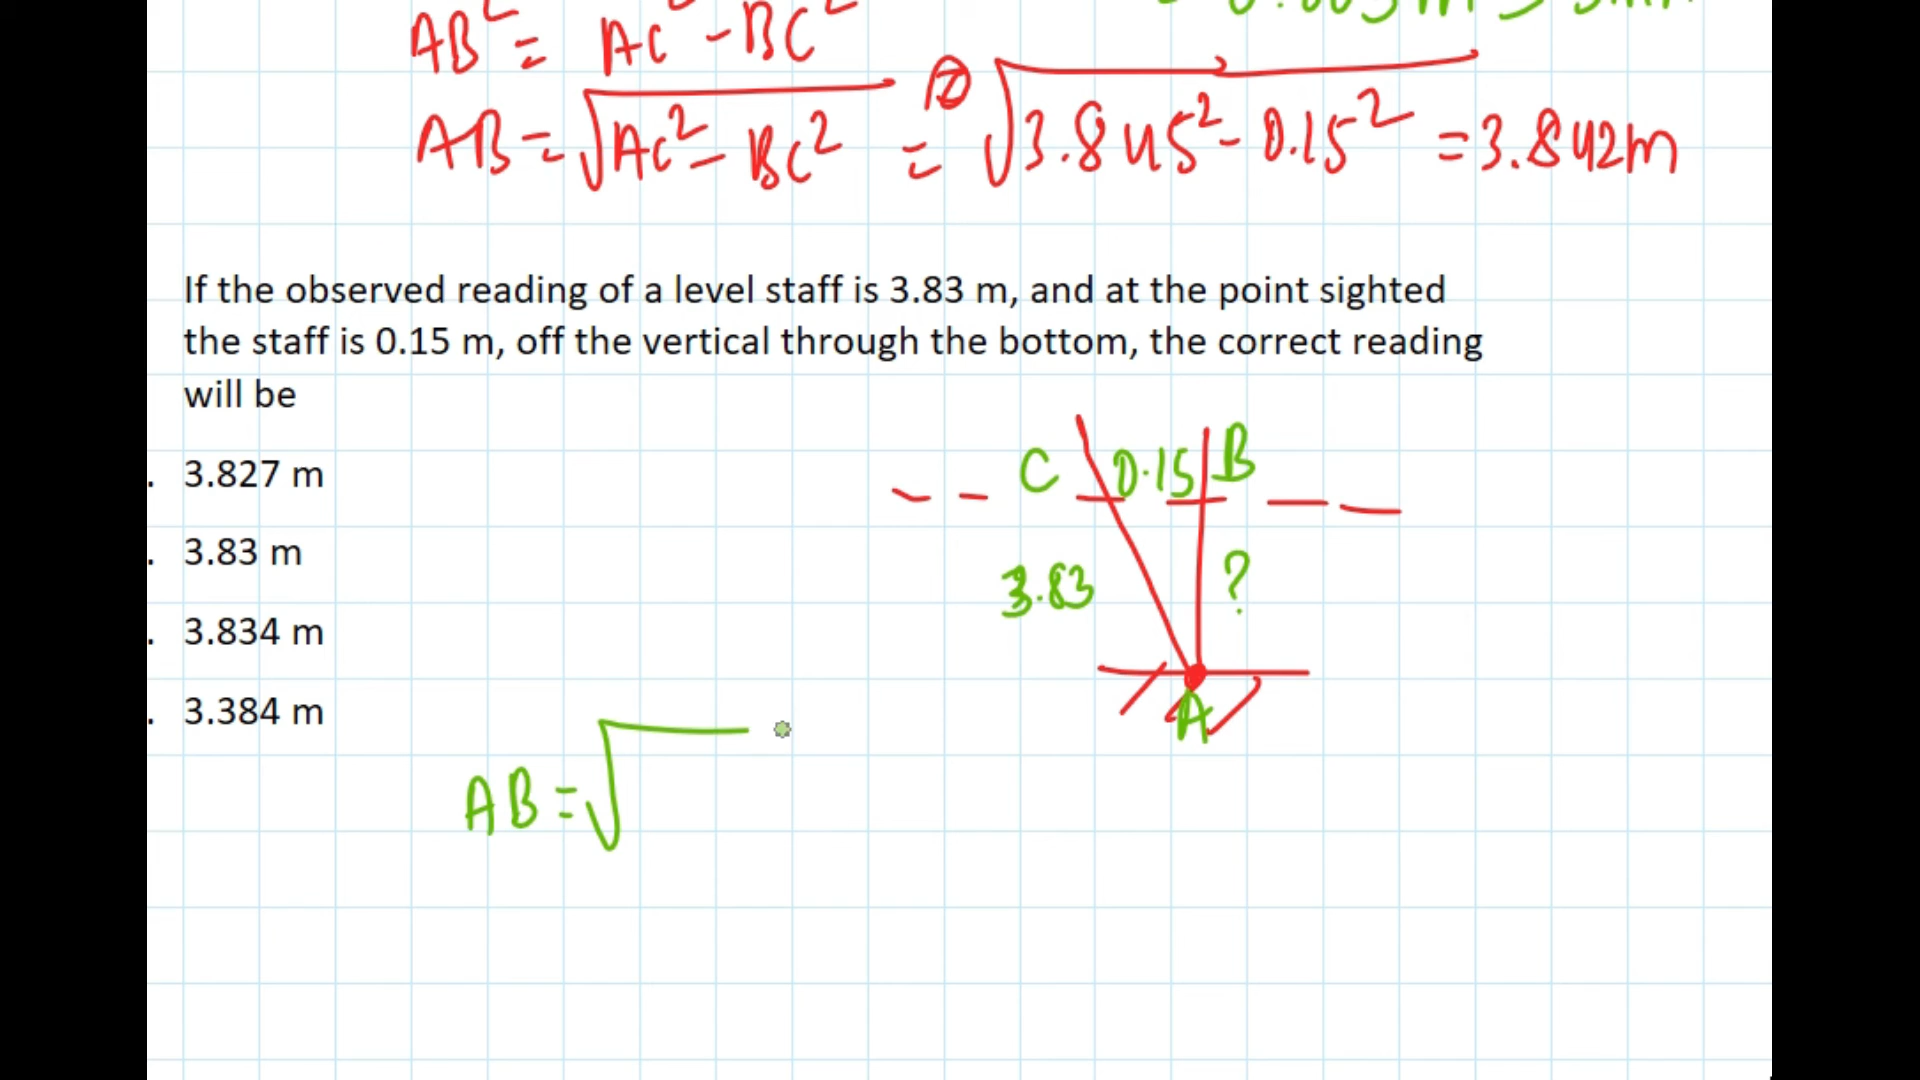 AB² = AC² - BC²
AB = √AC² - BC² = √3.845² - 0.15² = 3.842m
If the observed reading of a level staff is 3.83 m, and at the point sighted
the staff is 0.15 m, off the vertical through the bottom, the correct reading
will be
. 3.827 m
. 3.83 m
. 3.834 m
. 3.384 m
C 0.15 B
3.83 ?
A
AB = √